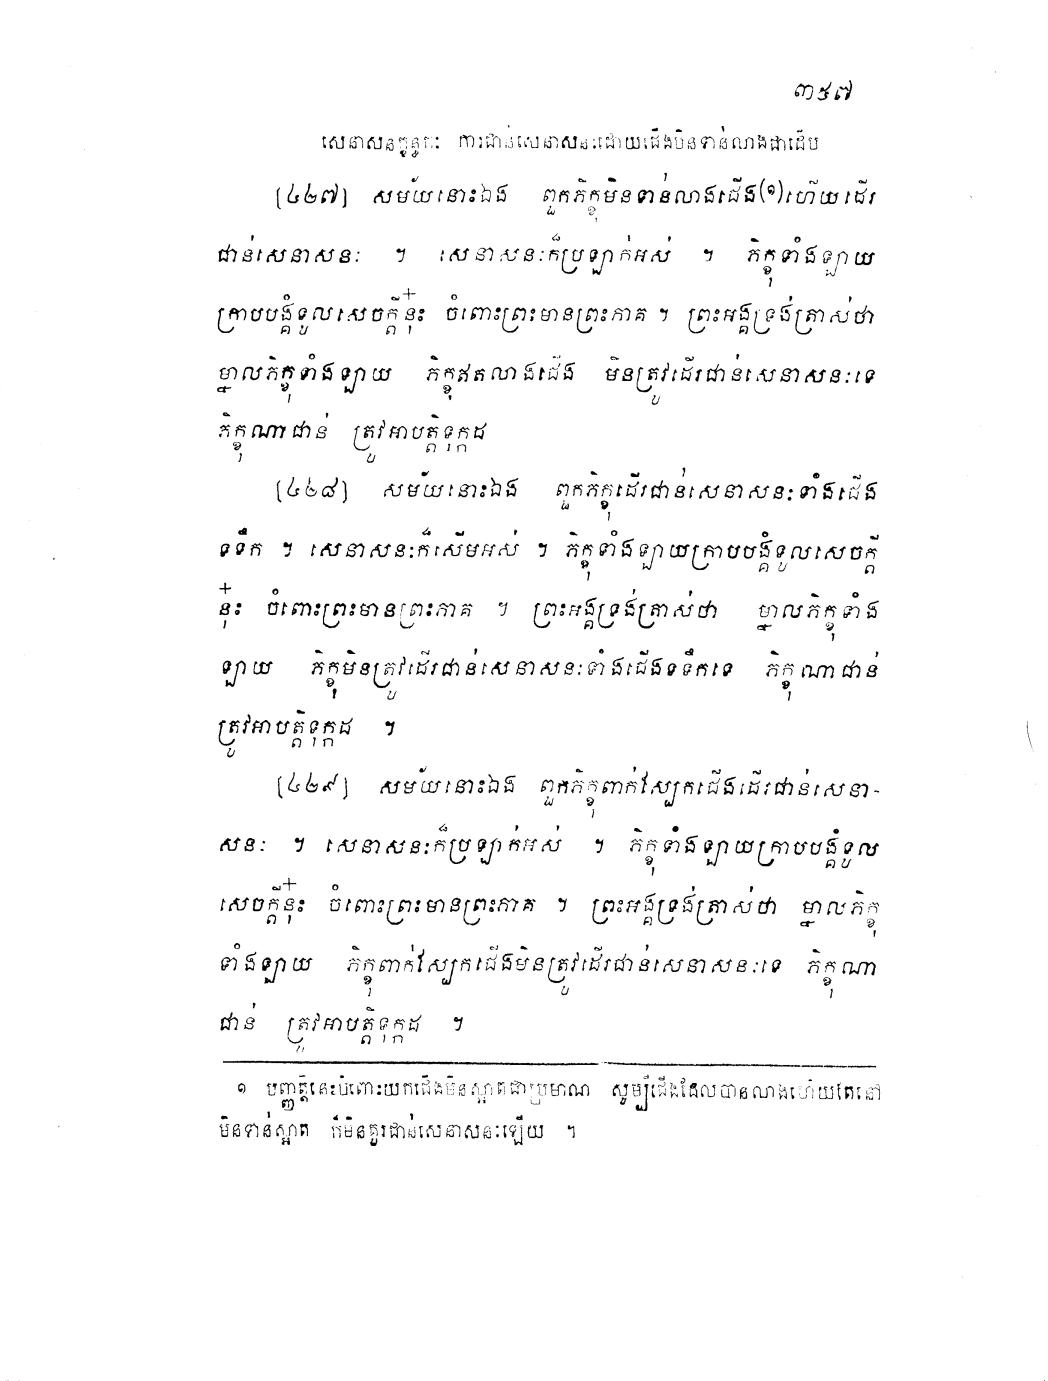 ៣៥៧
សេនាសនក្ខន្ធកៈ ការជាន់សេនាសនៈដោយជើងមិនទាន់លាងជាដើម
[៤២៧] សម័យនោះឯង ពួកភិក្ខុមិនទាន់លាងជើង(១)ហើយដើរ
ជាន់សេនាសនៈ ។ សេនាសនៈក៏ប្រឡាក់អស់ ។ ភិក្ខុទាំងឡាយ
ក្រាបបង្គំទូលសេចក្តីនុ៎ះ ចំពោះព្រះមានព្រះភាគ ។ ព្រះអង្គទ្រង់ត្រាស់ថា
ម្នាលភិក្ខុទាំងឡាយ ភិក្ខុឥតលាងជើង មិនត្រូវដើរជាន់សេនាសនៈទេ
ភិក្ខុណាជាន់ ត្រូវអាបត្តិទុក្កដ
[៤២៨] សម័យនោះឯង ពួកភិក្ខុដើរជាន់សេនាសនៈទាំងជើង
ទទឹក ។ សេនាសនៈក៏សើមអស់ ។ ភិក្ខុទាំងឡាយក្រាបបង្គំទូលសេចក្តី
នុ៎ះ ចំពោះព្រះមានព្រះភាគ ។ ព្រះអង្គទ្រង់ត្រាស់ថា ម្នាលភិក្ខុទាំង
ឡាយ ភិក្ខុមិនត្រូវដើរជាន់សេនាសនៈទាំងជើងទទឹកទេ ភិក្ខុណាជាន់
ត្រូវអាបត្តិទុក្កដ ។
[៤២៩] សម័យនោះឯង ពួកភិក្ខុពាក់ស្បែកជើងដើរជាន់សេនា-
សនៈ ។ សេនាសនៈក៏ប្រឡាក់អស់ ។ ភិក្ខុទាំងឡាយក្រាបបង្គំទូល
សេចក្តីនុ៎ះ ចំពោះព្រះមានព្រះភាគ ។ ព្រះអង្គទ្រង់ត្រាស់ថា ម្នាលភិក្ខុ
ទាំងឡាយ ភិក្ខុពាក់ស្បែកជើងមិនត្រូវដើរជាន់សេនាសនៈទេ ភិក្ខុណា
ជាន់ ត្រូវអាបត្តិទុក្កដ ។
១ បញ្ញត្តិនេះចំពោះយកជើងមិនស្អាតជាប្រមាណ សូម្បីជើងដែលបានលាងហើយតែនៅ
មិនទាន់ស្អាត ក៏មិនគួរជាន់សេនាសនៈឡើយ ។